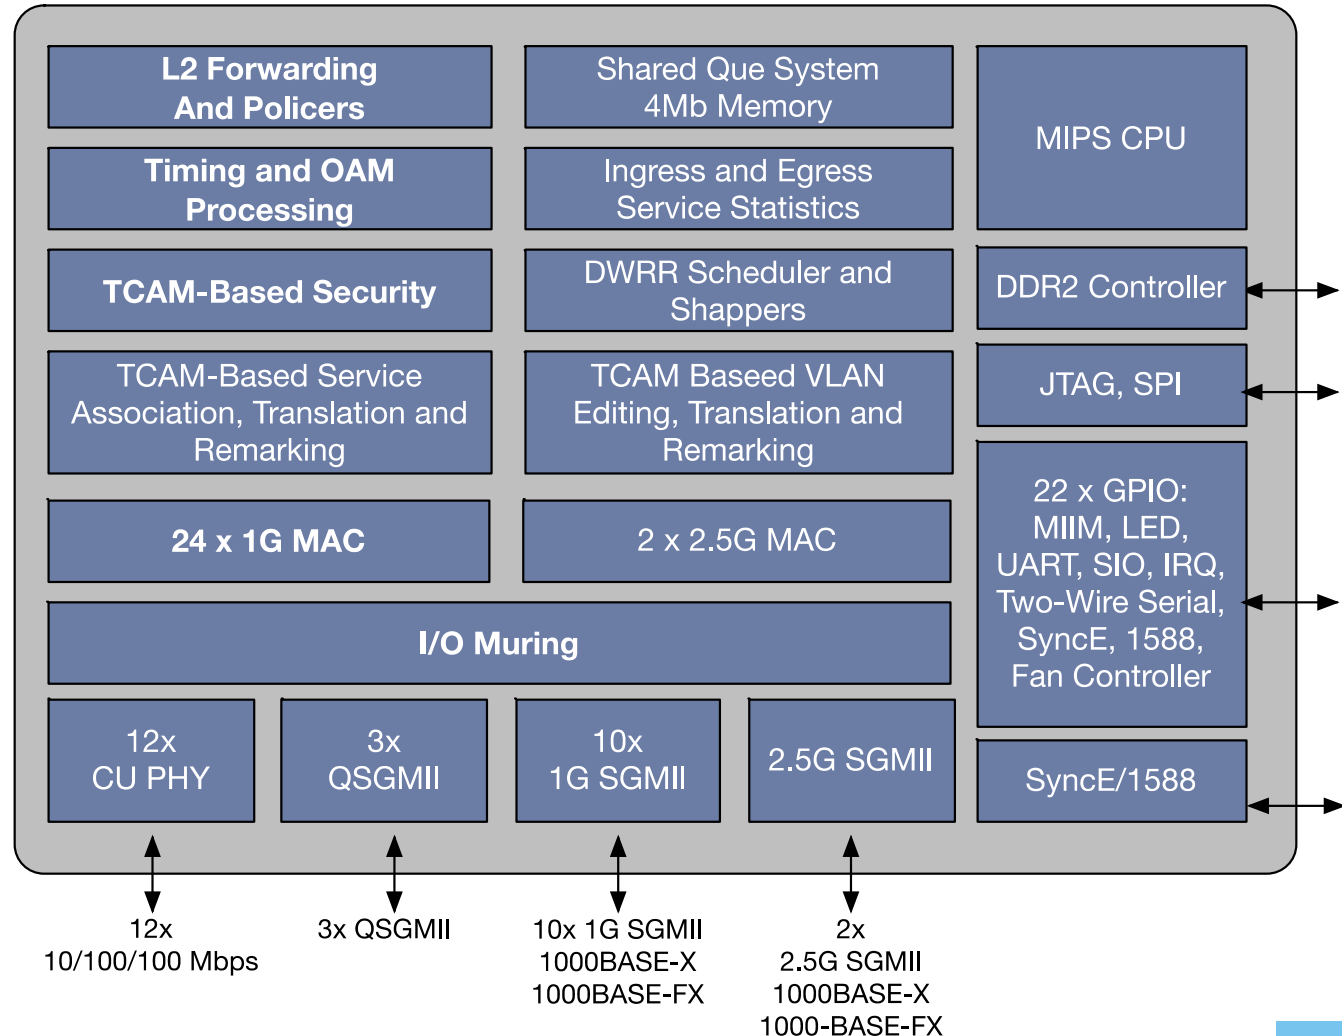 L2 Forwarding
And Policers
Shared Que System
4Mb Memory
MIPS CPU
Timing and OAM
Processing
Ingress and Egress
Service Statistics
TCAM-Based Security
DWRR Scheduler and
Shappers
DDR2 Controller
TCAM-Based Service
Association, Translation and
Remarking
TCAM Baseed VLAN
Editing, Translation and
Remarking
JTAG, SPI
24 x 1G MAC
2 x 2.5G MAC
22 x GPIO:
MIIM, LED,
UART, SIO, IRQ,
Two-Wire Serial,
SyncE, 1588,
Fan Controller
I/O Muring
12x
CU PHY
3x
QSGMII
10x
1G SGMII
2.5G SGMII
SyncE/1588
12x
10/100/100 Mbps
3x QSGMII
10x 1G SGMII
1000BASE-X
1000BASE-FX
2x
2.5G SGMII
1000BASE-X
1000-BASE-FX